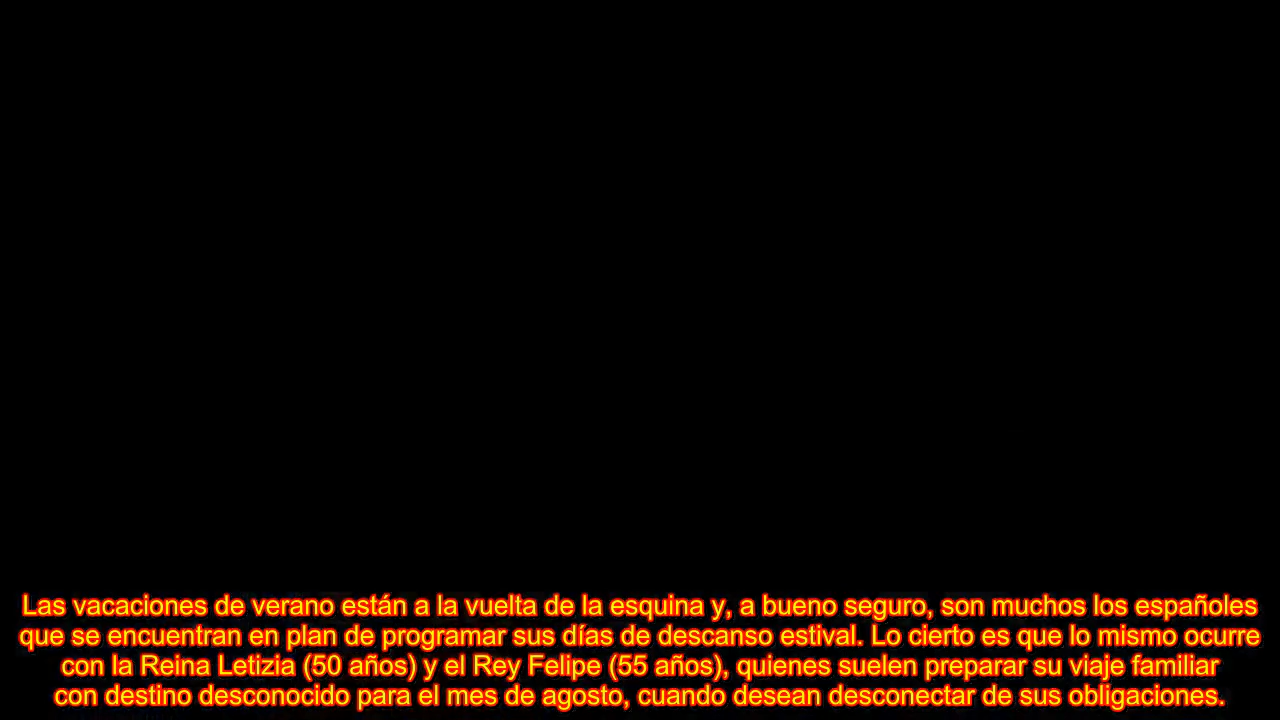 Las vacaciones de verano están a la vuelta de la esquina y, a bueno seguro, son muchos los españoles
que se encuentran en plan de programar sus días de descanso estival. Lo cierto es que lo mismo ocurre
con la Reina Letizia (50 años) y el Rey Felipe (55 años), quienes suelen preparar su viaje familiar
con destino desconocido para el mes de agosto, cuando desean desconectar de sus obligaciones.